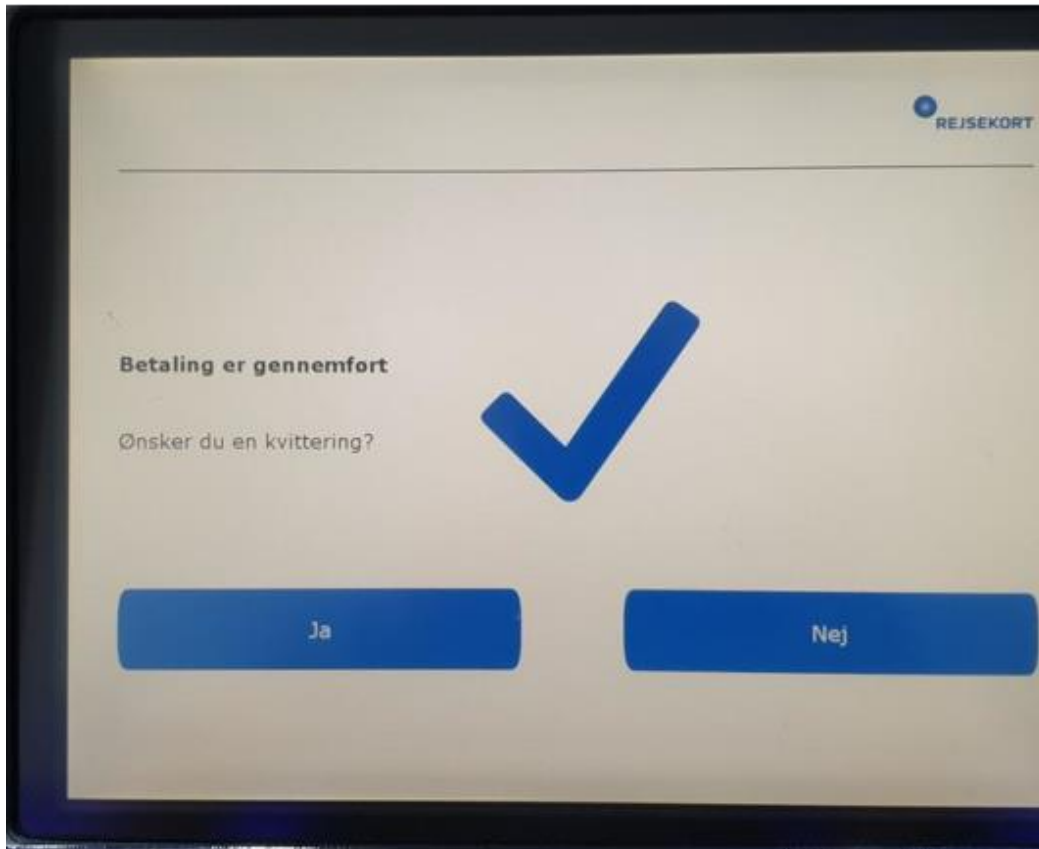 REJSEKORT
Betaling er gennemført
Ønsker du en kvittering?
Ja
Nej